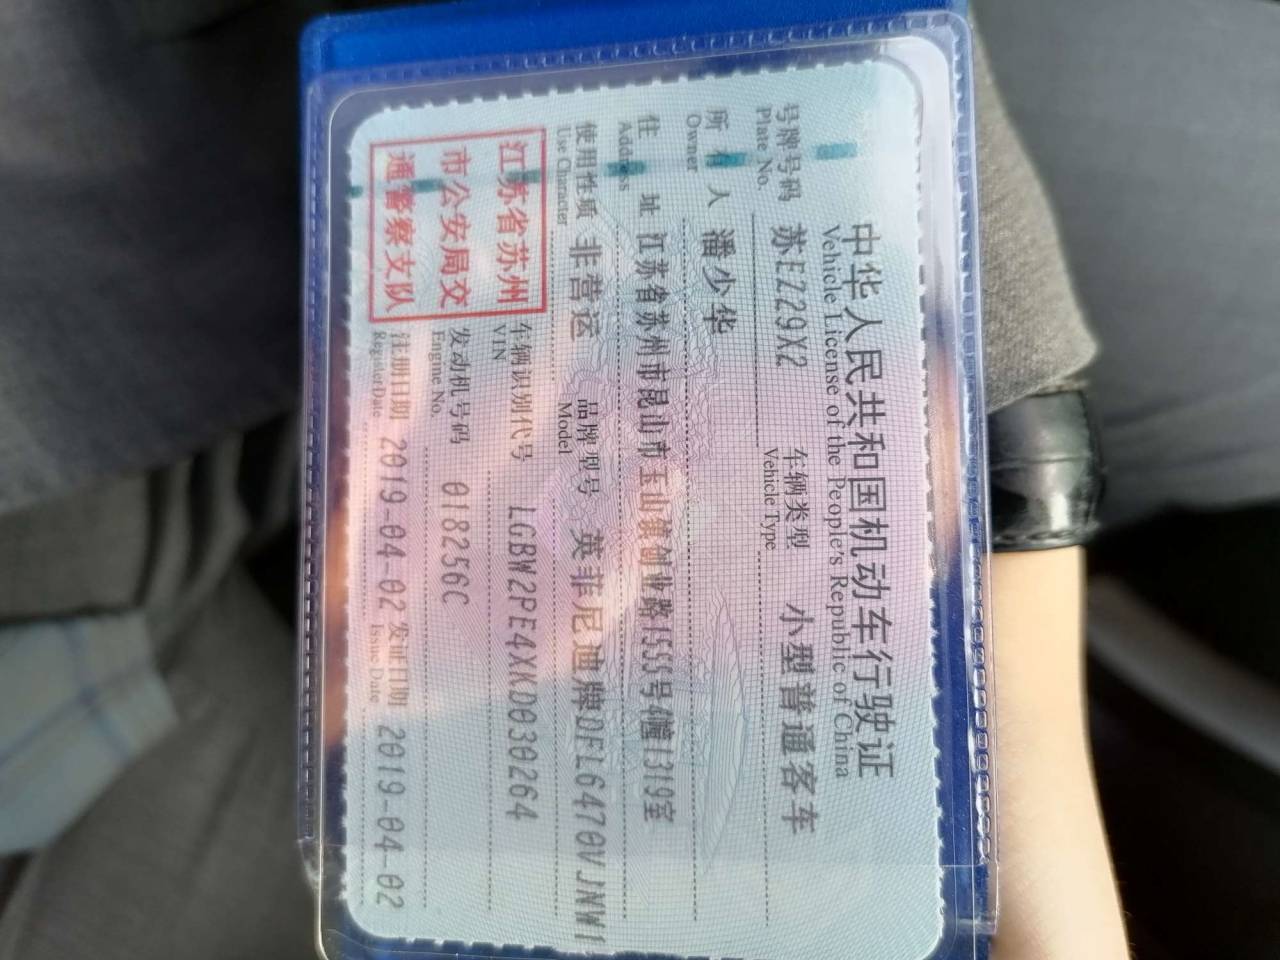 中华人民共和国机动车行驶证
Vehicle License of the People's Republic of China
号牌号码 苏EZ29X2 车辆类型 小型普通客车
Plate No. Vehicle Type
所有人 潘少华
Owner
住址 江苏省苏州市昆山市玉山镇创业路1555号4幢1319室
Address
使用性质 非营运 品牌型号 英菲尼迪牌DFL6470VJNW1
Use Character Model
江苏省苏州
市公安局交
通警察支队
车辆识别代号 LGBW2PE4XKD030264
VIN
发动机号码 018256C
Engine No.
注册日期 2019-04-02 发证日期 2019-04-02
Register Date Issue Date